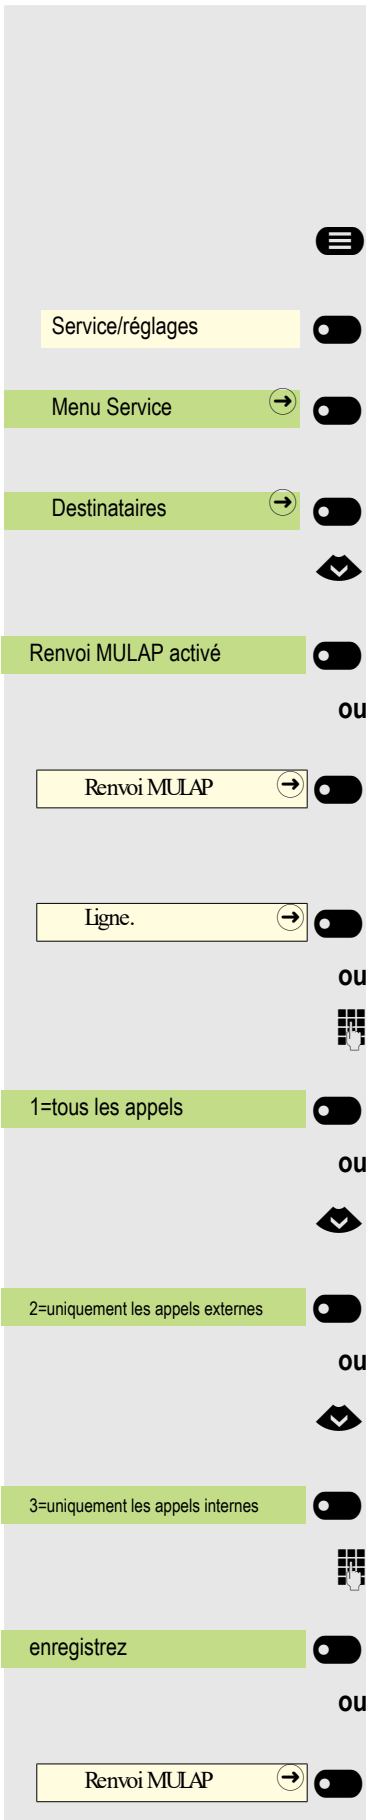 Service/réglages
Menu Service
Destinataires
Renvoi MULAP activé
ou
Renvoi MULAP
Ligne.
ou
1=tous les appels
ou
2=uniquement les appels externes
ou
3=uniquement les appels internes
enregistrez
ou
Renvoi MULAP